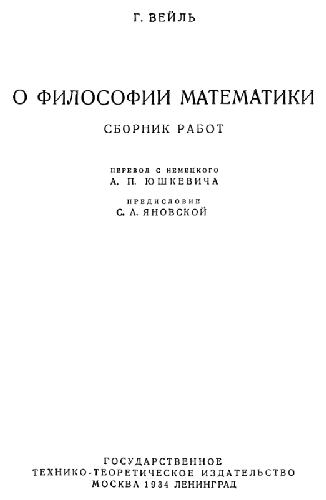 Г. ВЕЙЛЬ
О ФИЛОСОФИИ МАТЕМАТИКИ
СБОРНИК РАБОТ
ПЕРЕВОД С НЕМЕЦКОГО
А. П. ЮШКЕВИЧА
ПРЕДИСЛОВИЕ
С. А. ЯНОВСКОЙ
ГОСУДАРСТВЕННОЕ
ТЕХНИКО-ТЕОРЕТИЧЕСКОЕ ИЗДАТЕЛЬСТВО
МОСКВА 1934 ЛЕНИНГРАД